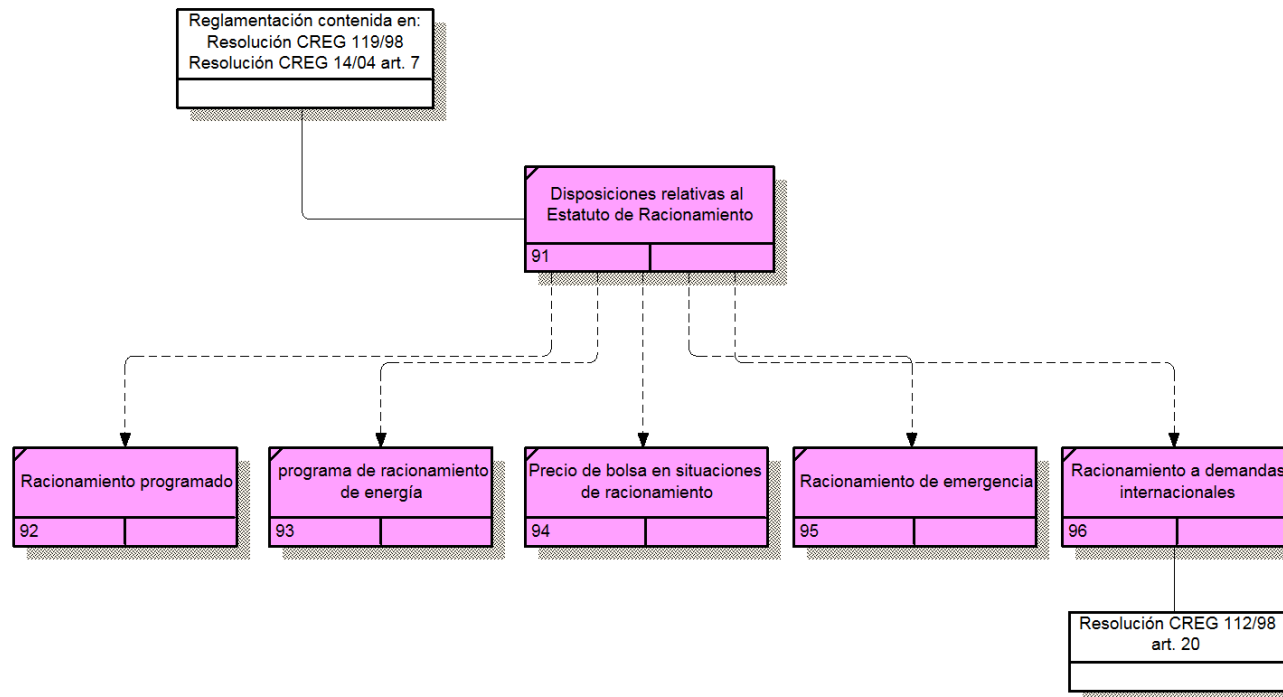 Reglamentación contenida en:
Resolución CREG 119/98
Resolución CREG 14/04 art. 7
Disposiciones relativas al
Estatuto de Racionamiento
91
Racionamiento programado
92
programa de racionamiento
de energía
93
Precio de bolsa en situaciones
de racionamiento
94
Racionamiento de emergencia
95
Racionamiento a demandas
internacionales
96
Resolución CREG 112/98
art. 20